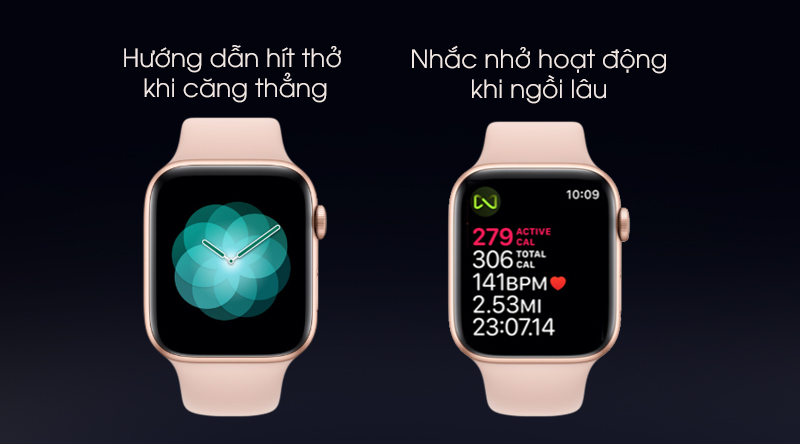 Hướng dẫn hít thở
khi căng thẳng
Nhắc nhở hoạt động
khi ngồi lâu
10:09
279 ACTIVE
CAL
306 TOTAL
CAL
141BPM
2.53MI
23:07.14